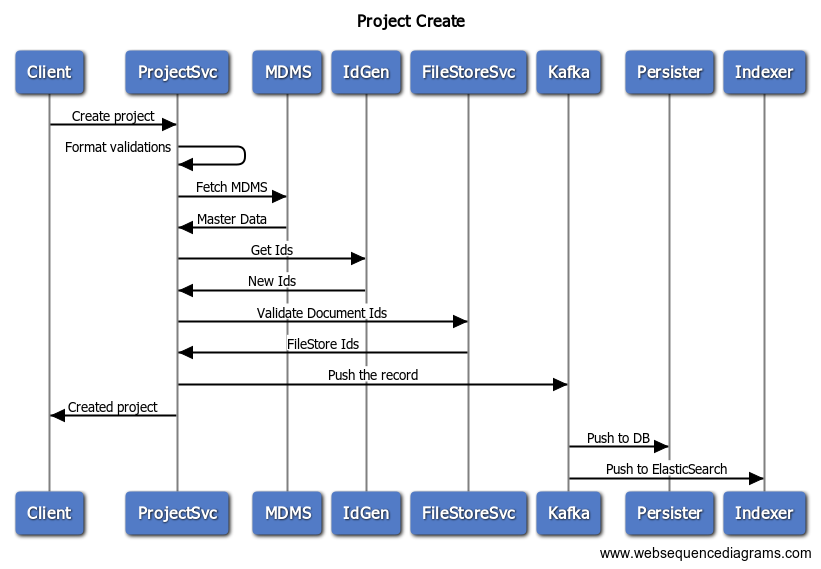 Project Create
Client ProjectSvc MDMS IdGen FileStoreSvc Kafka Persister Indexer
Create project
Format validations
Fetch MDMS
Master Data
Get Ids
New Ids
Validate Document Ids
FileStore Ids
Push the record
Created project
Push to DB
Push to ElasticSearch
Client ProjectSvc MDMS IdGen FileStoreSvc Kafka Persister Indexer
www.websequencediagrams.com